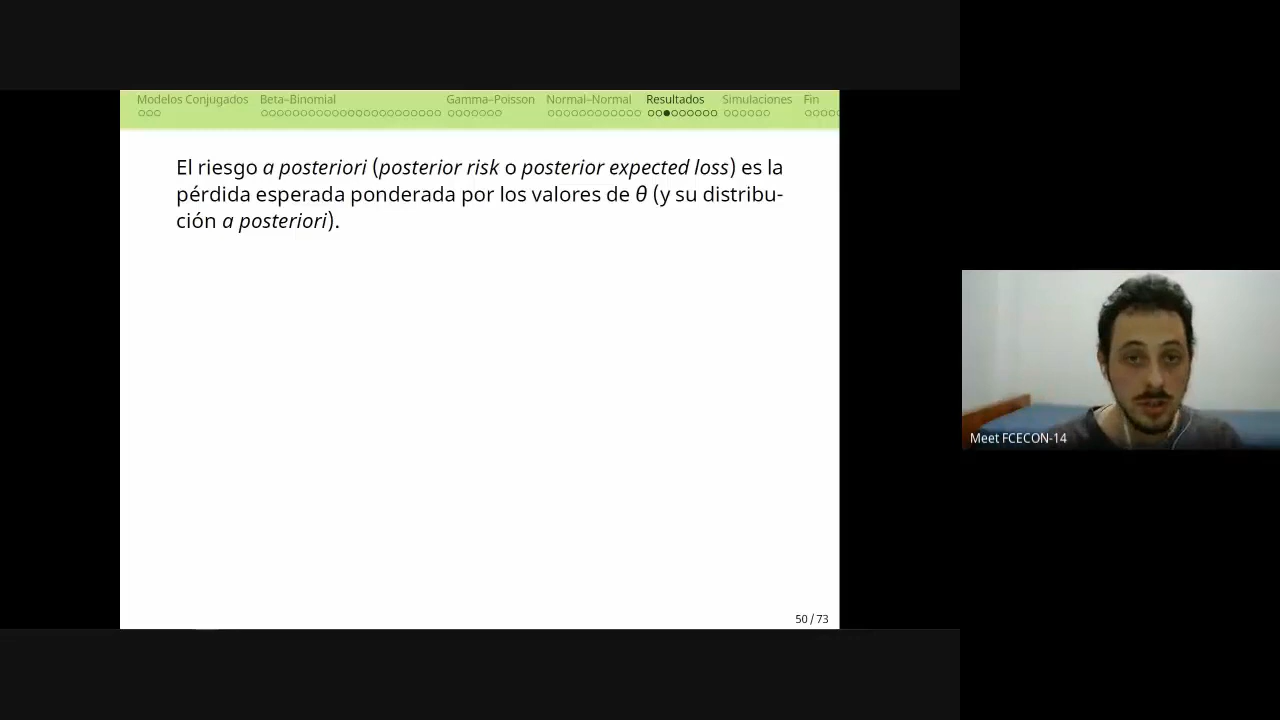 Modelos Conjugados Beta–Binomial Gamma–Poisson Normal–Normal Resultados Simulaciones Fin
El riesgo a posteriori (posterior risk o posterior expected loss) es la
pérdida esperada ponderada por los valores de θ (y su distribu-
ción a posteriori).
50 / 73
Meet FCECON-14